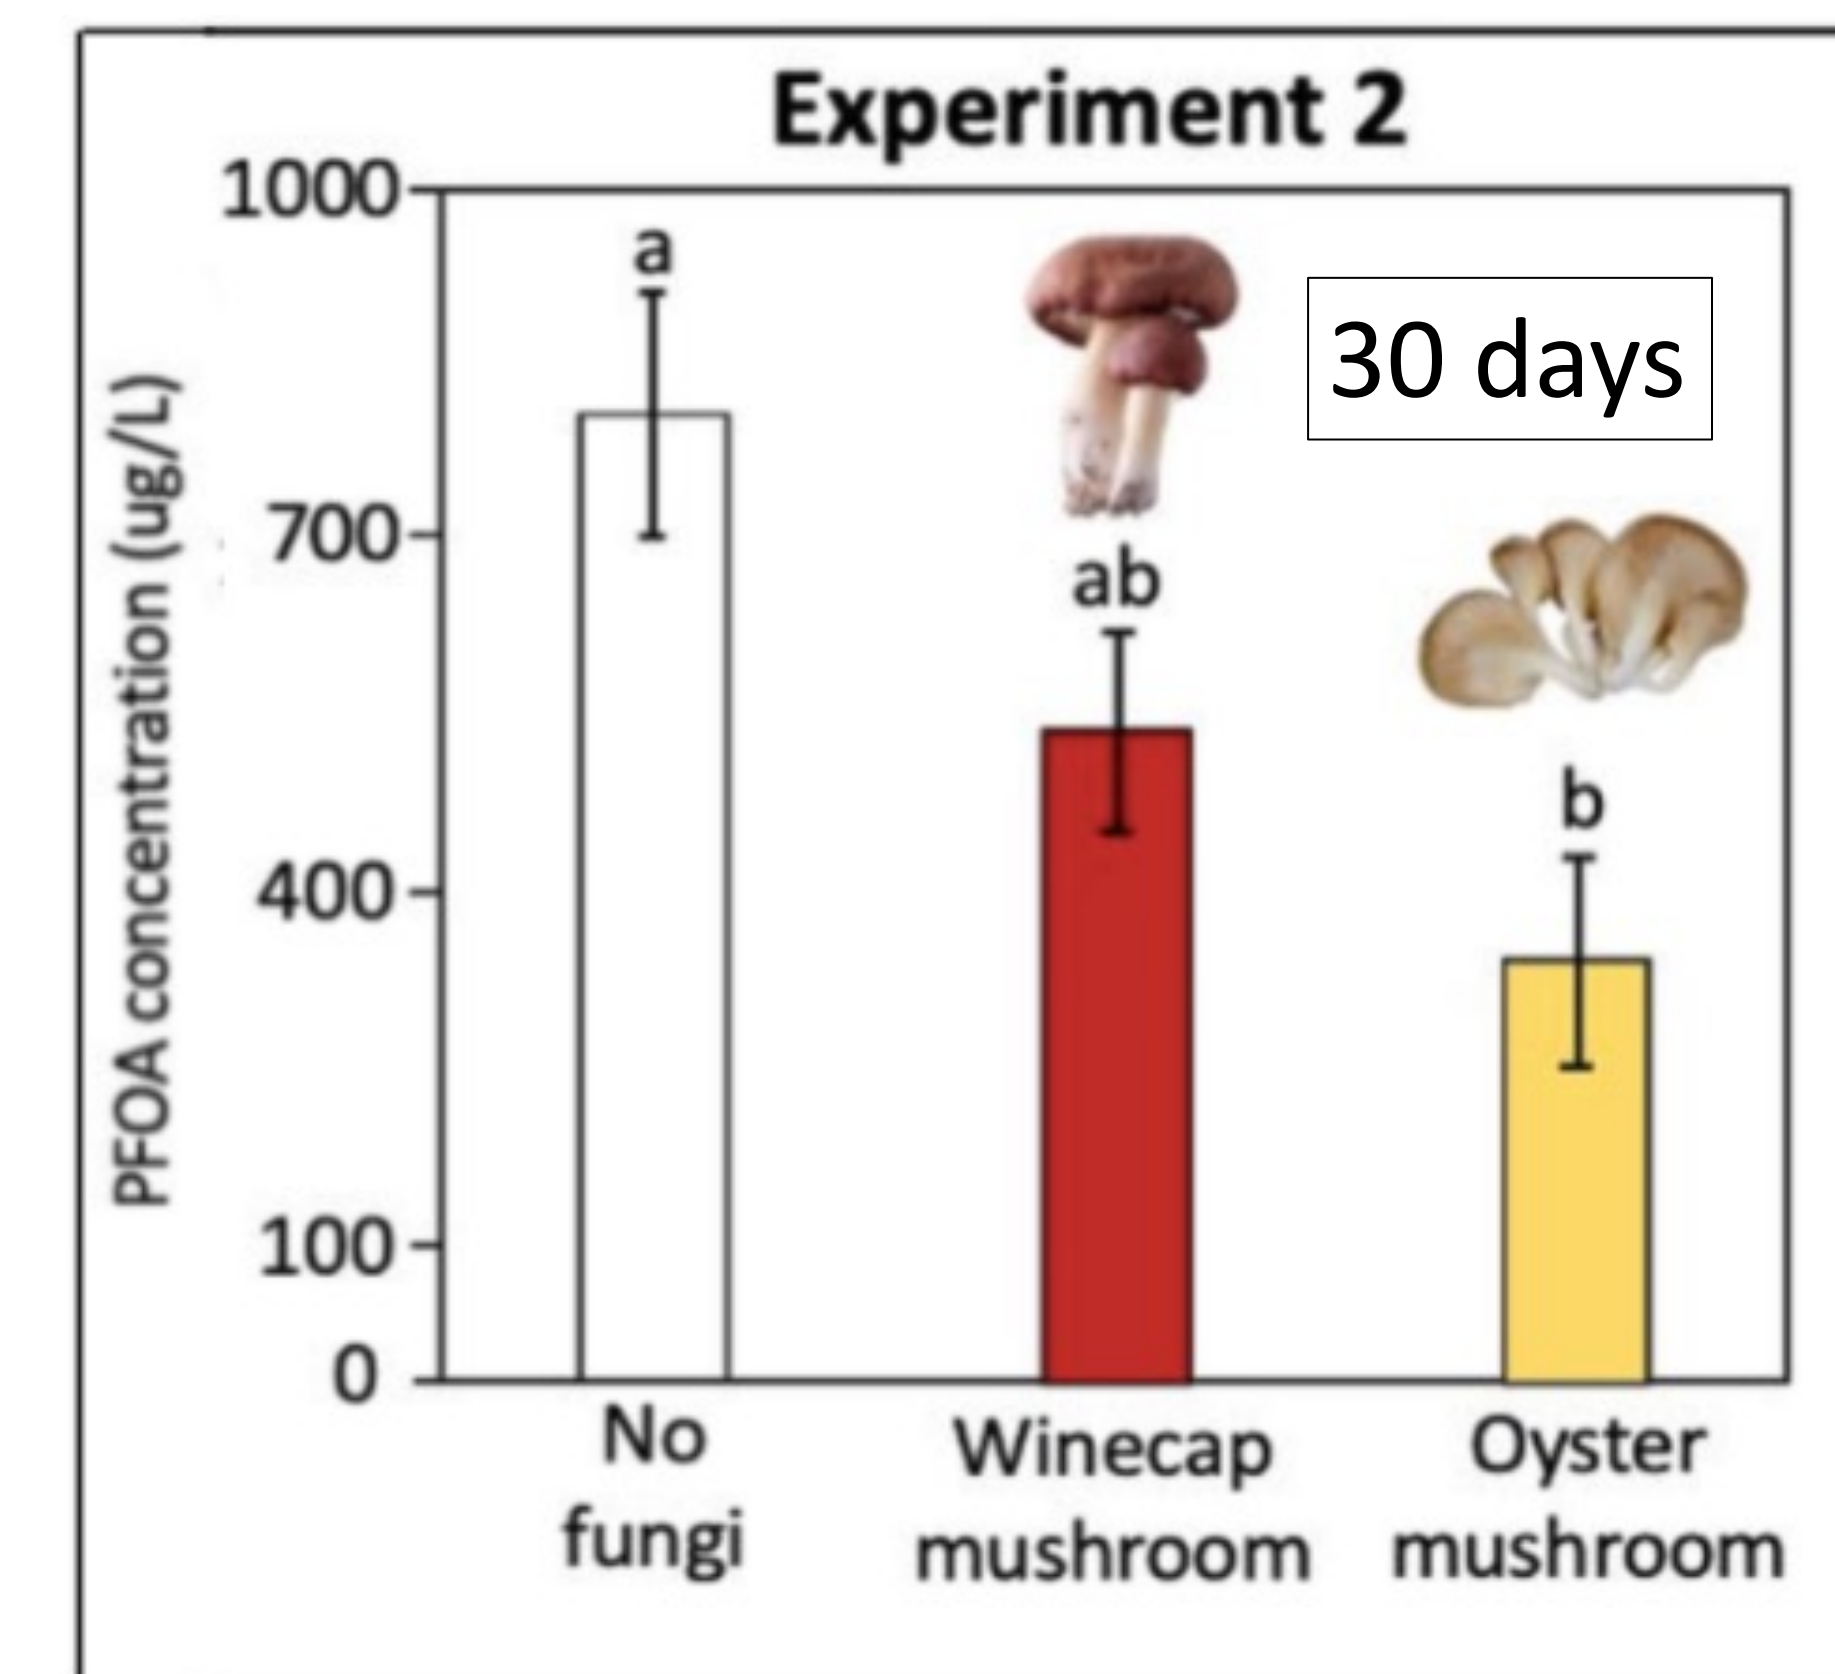 Experiment 2
1000
a
30 days
PFOA concentration (ug/L)
700
ab
b
400
100
0
No
fungi
Winecap
mushroom
Oyster
mushroom